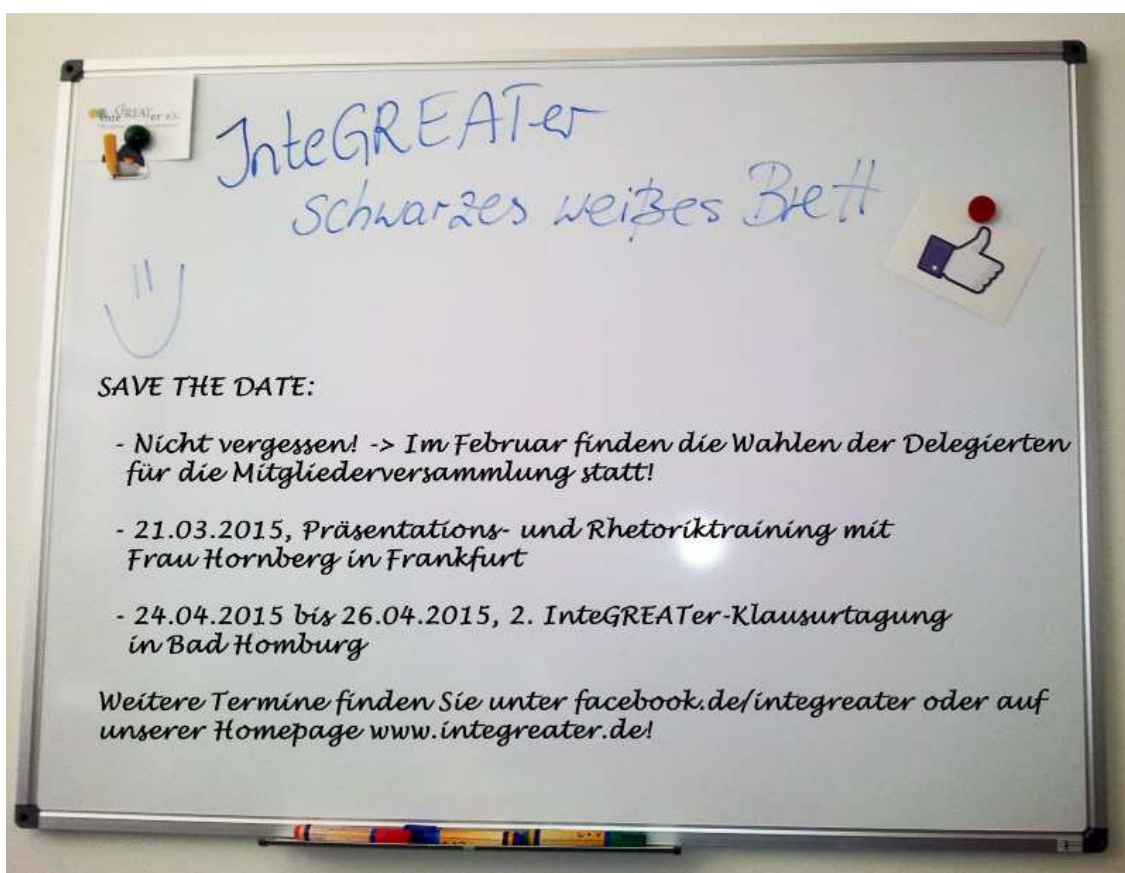 InteGREATer e.V.
InteGREATer
schwarzes weißes Brett
SAVE THE DATE:
- Nicht vergessen! -> Im Februar finden die Wahlen der Delegierten
für die Mitgliederversammlung statt!
- 21.03.2015, Präsentations- und Rhetoriktraining mit
Frau Hornberg in Frankfurt
- 24.04.2015 bis 26.04.2015, 2. InteGREATer-Klausurtagung
in Bad Homburg
Weitere Termine finden Sie unter facebook.de/integreater oder auf
unserer Homepage www.integreater.de!